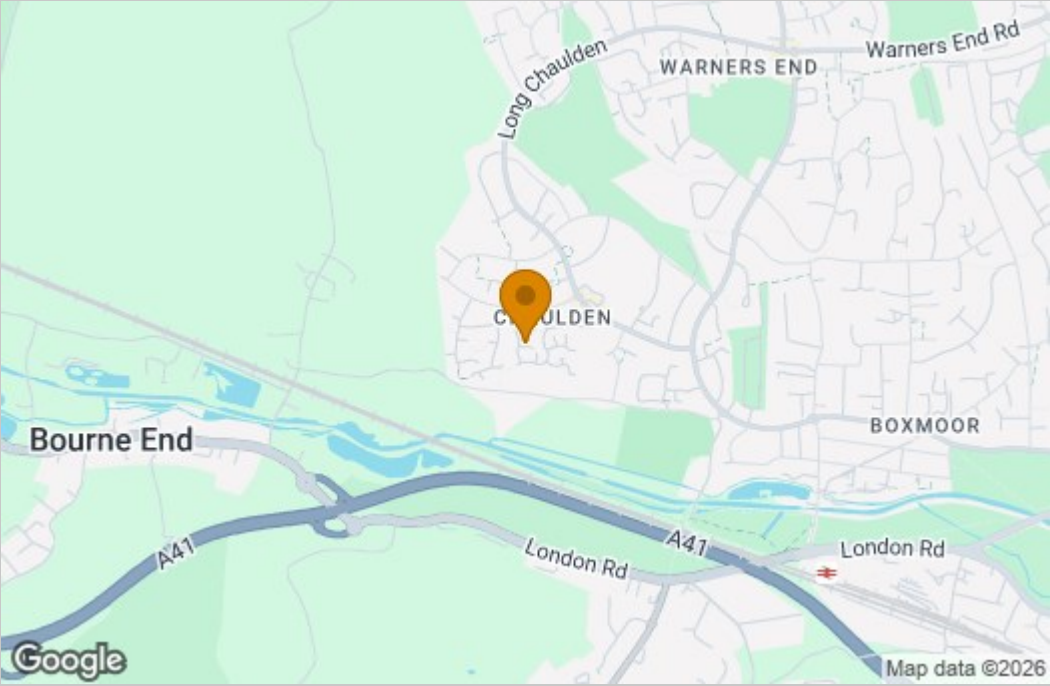 Long Chaulden
Warners End Rd
WARNERS END
CHAULDEN
BOXMOOR
Bourne End
A41
A41
London Rd
London Rd
Google
Map data ©2026